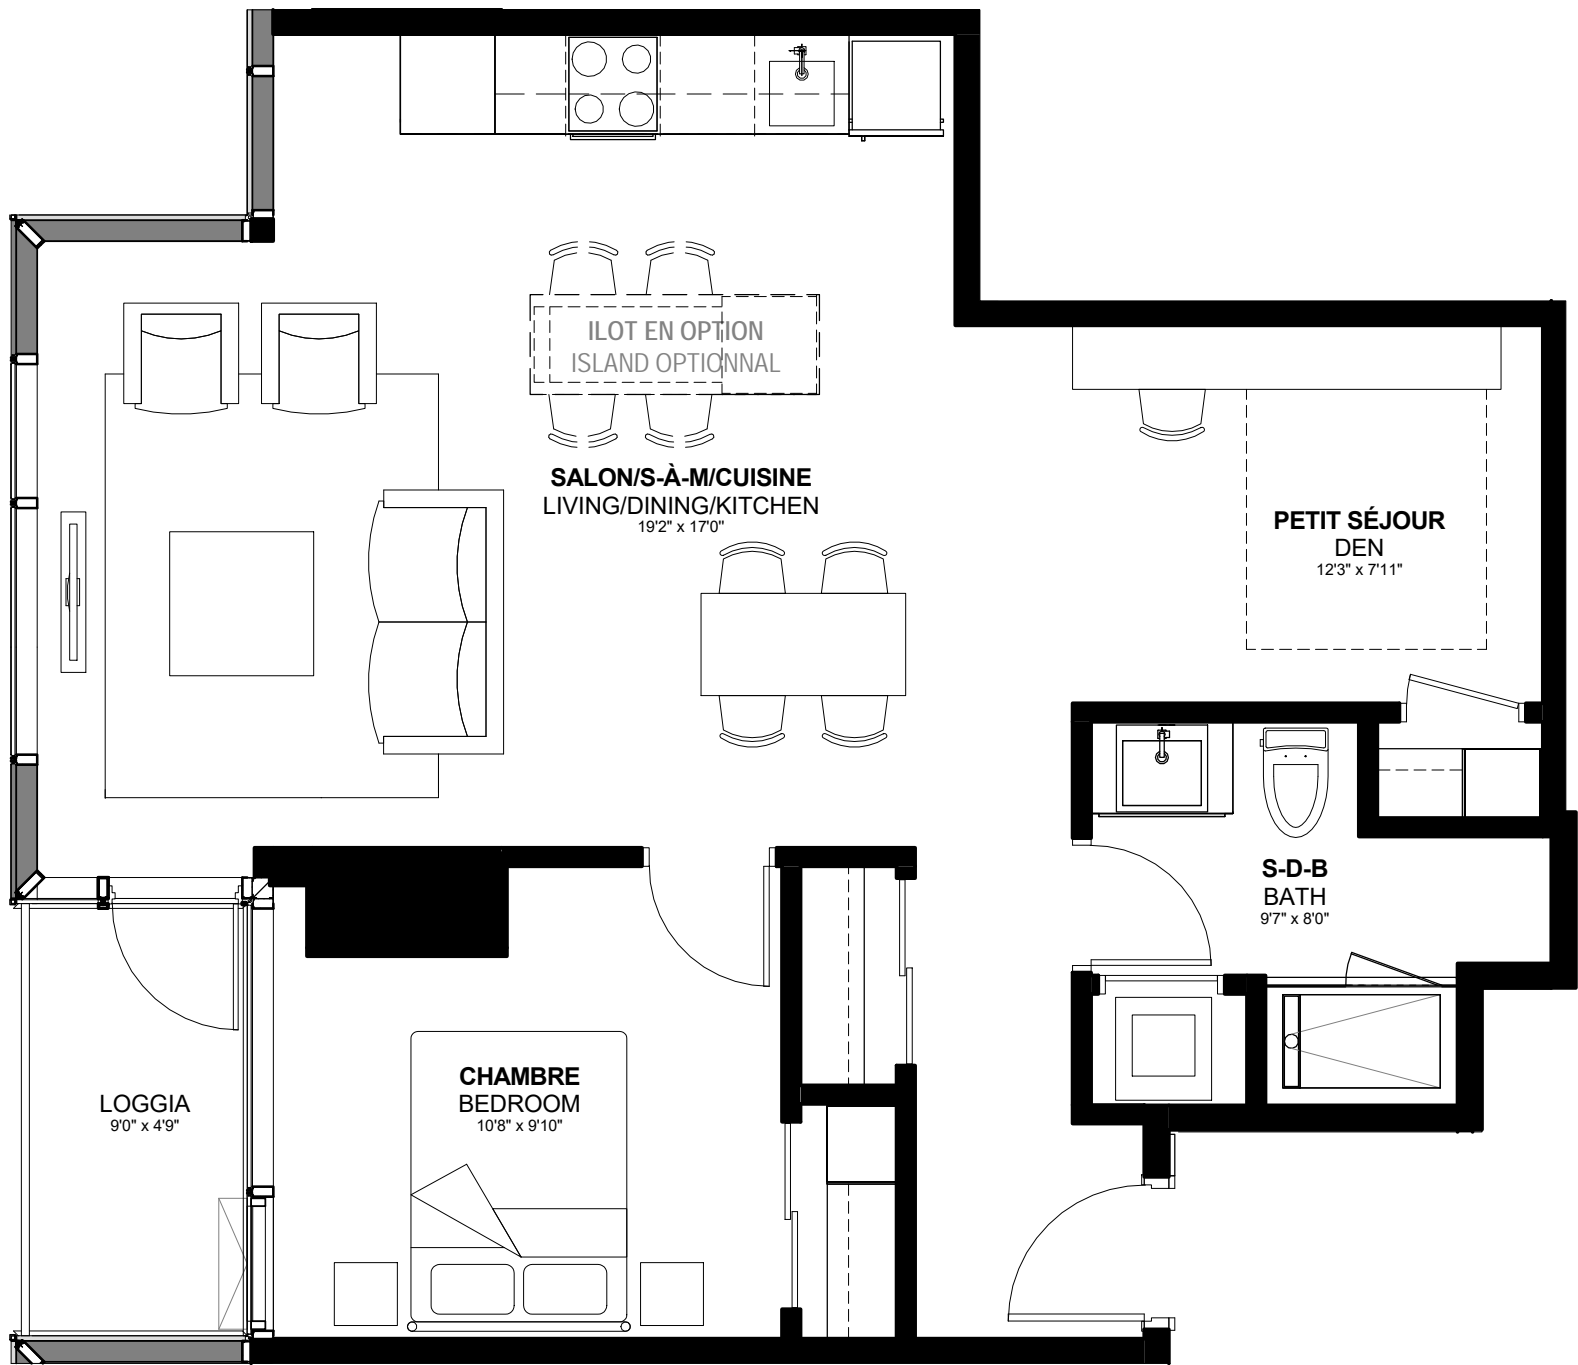 ILOT EN OPTION
ISLAND OPTIONNAL
SALON/S-À-M/CUISINE
LIVING/DINING/KITCHEN
19'2" x 17'0"
PETIT SÉJOUR
DEN
12'3" x 7'11"
S-D-B
BATH
9'7" x 8'0"
CHAMBRE
BEDROOM
10'8" x 9'10"
LOGGIA
9'0" x 4'9"